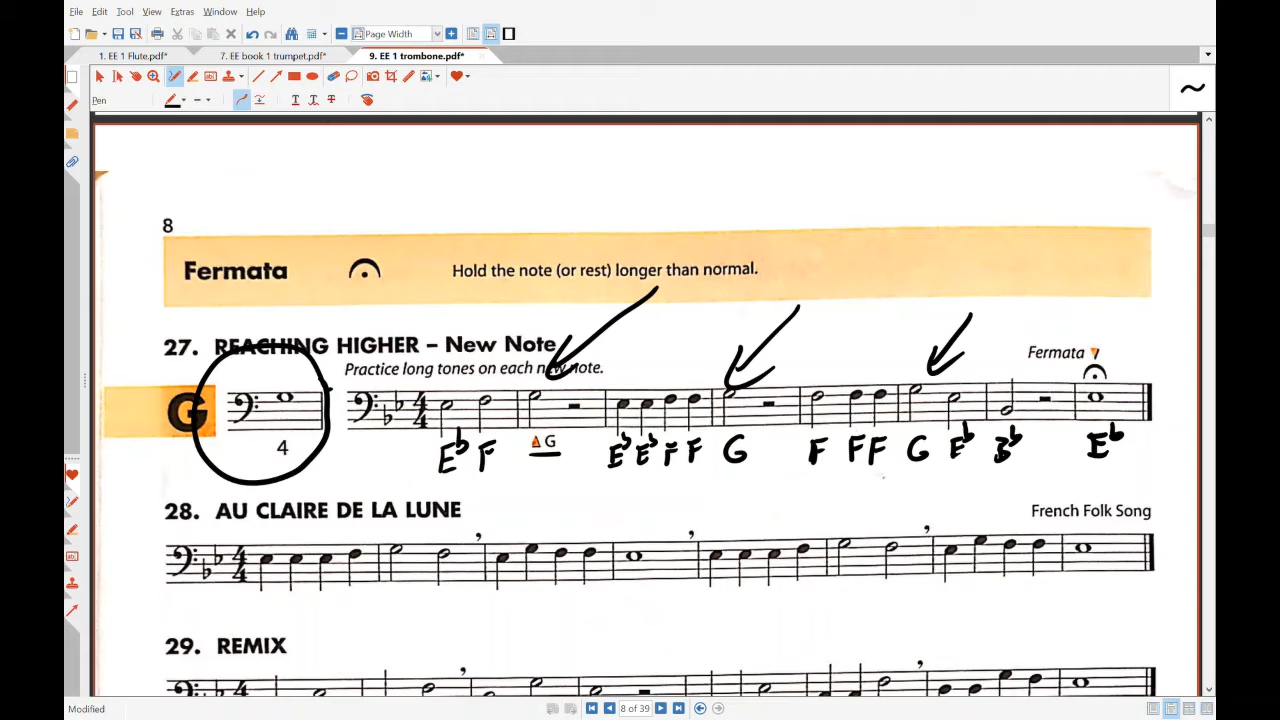 File Edit Tool View Extras Window Help
Page Width
1. EE 1 Flute.pdf* 7. EE book 1 trumpet.pdf* 9. EE 1 trombone.pdf*
Pen
8
Fermata Hold the note (or rest) longer than normal.
27. REACHING HIGHER – New Note
Practice long tones on each new note.
Fermata
G
4
E♭ F G E♭ E♭ F F G F F F G E♭ B♭ E♭
28. AU CLAIRE DE LA LUNE French Folk Song
29. REMIX
Modified 8 of 39